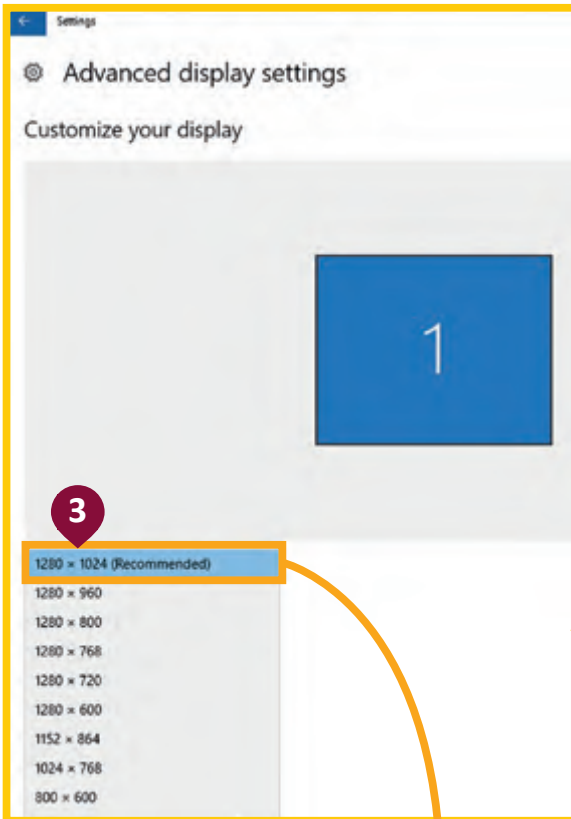 Settings
Advanced display settings
Customize your display
1
3
1280 × 1024 (Recommended)
1280 × 960
1280 × 800
1280 × 768
1280 × 720
1280 × 600
1152 × 864
1024 × 768
800 × 600